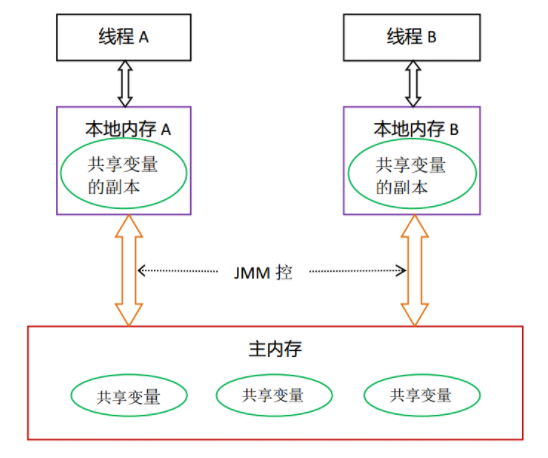 线程 A
线程 B
本地内存 A
共享变量
的副本
本地内存 B
共享变量
的副本
JMM 控
主内存
共享变量
共享变量
共享变量